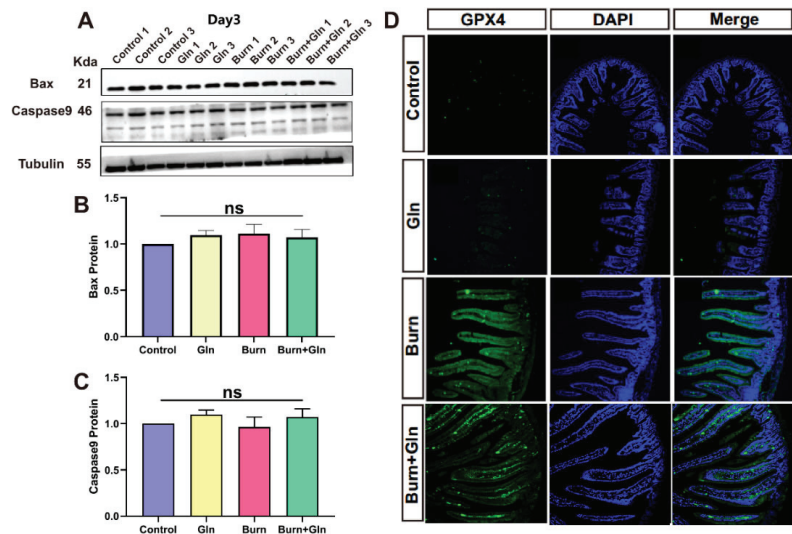 A
Day3
Control 1
Control 2
Control 3
Gln 1
Gln 2
Gln 3
Burn 1
Burn 2
Burn 3
Burn+Gln 1
Burn+Gln 2
Burn+Gln 3
Kda
Bax 21
Caspase9 46
Tubulin 55
B
ns
Bax Protein
1.5
1.0
0.5
0.0
Control Gln Burn Burn+Gln
C
ns
Caspase9 Protein
1.5
1.0
0.5
0.0
Control Gln Burn Burn+Gln
D
GPX4 DAPI Merge
Control
Gln
Burn
Burn+Gln